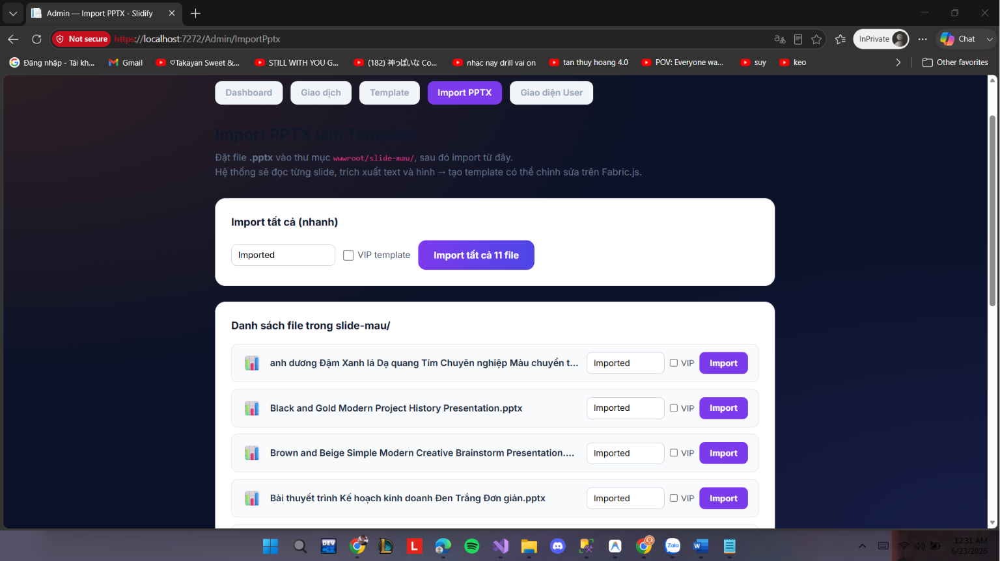 Admin — Import PPTX - Slidify
Not secure https://localhost:7272/Admin/ImportPptx
InPrivate
Chat
Đăng nhập - Tài kh...
Gmail
♡Takayan Sweet &...
STILL WITH YOU G...
(182) 神っぽいな Co...
nhac nay drill vai on
tan thuy hoang 4.0
POV: Everyone wa...
suy
keo
Other favorites
Dashboard
Giao dịch
Template
Import PPTX
Giao diện User
Import PPTX làm Template
Đặt file .pptx vào thư mục wwwroot/slide-mau/, sau đó import từ đây.
Hệ thống sẽ đọc từng slide, trích xuất text và hình → tạo template có thể chỉnh sửa trên Fabric.js.
Import tất cả (nhanh)
Imported
VIP template
Import tất cả 11 file
Danh sách file trong slide-mau/
anh dương Đậm Xanh lá Dạ quang Tím Chuyên nghiệp Màu chuyển t... Imported VIP Import
Black and Gold Modern Project History Presentation.pptx Imported VIP Import
Brown and Beige Simple Modern Creative Brainstorm Presentation.... Imported VIP Import
Bài thuyết trình Kế hoạch kinh doanh Đen Trắng Đơn giản.pptx Imported VIP Import
DEV
L
Zalo
W
12:31 AM
6/23/2026